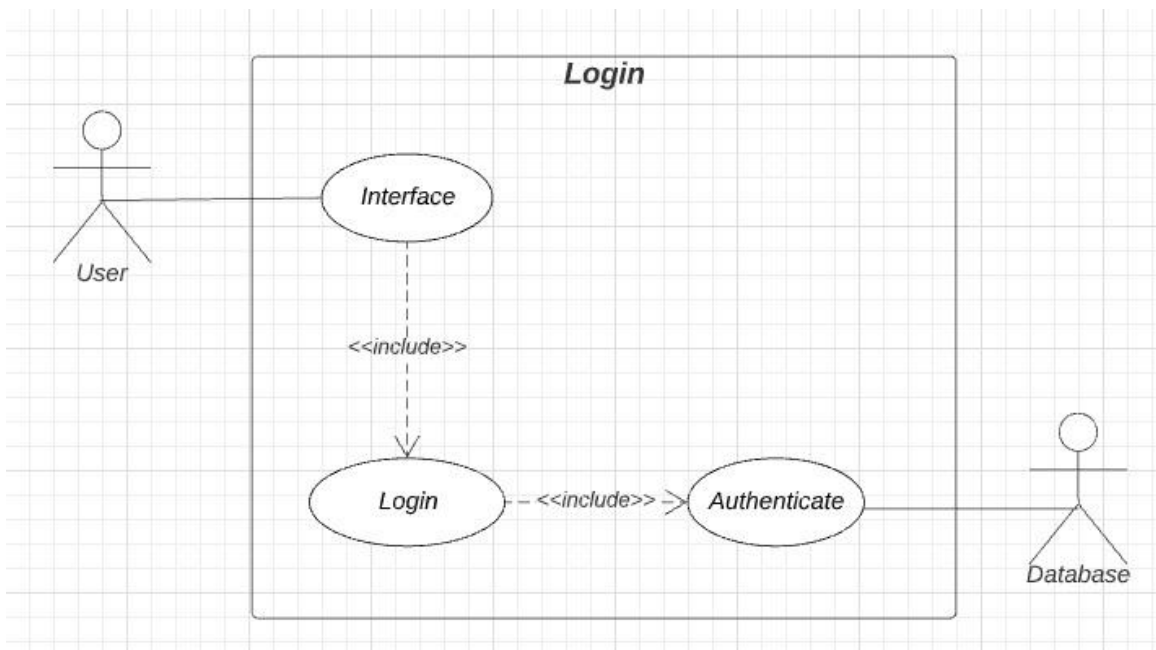 Login
Interface
User
<<include>>
Login
<<include>>
Authenticate
Database